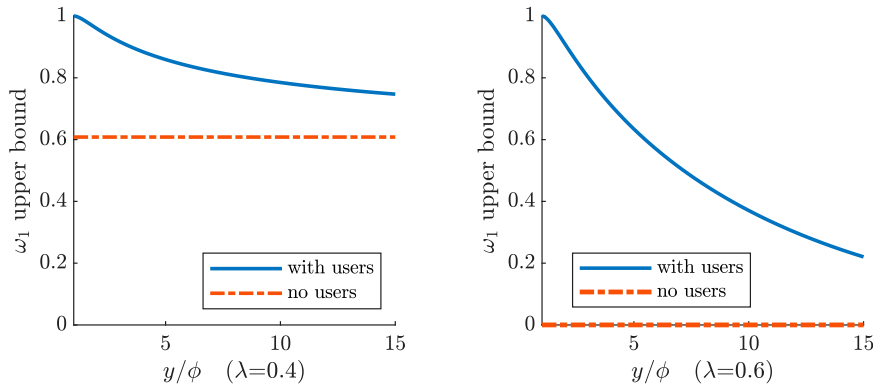 1
0.8
0.6
0.4
0.2
0
ω₁ upper bound
with users
no users
5
10
15
y/ϕ (λ=0.4)
1
0.8
0.6
0.4
0.2
0
ω₁ upper bound
with users
no users
5
10
15
y/ϕ (λ=0.6)